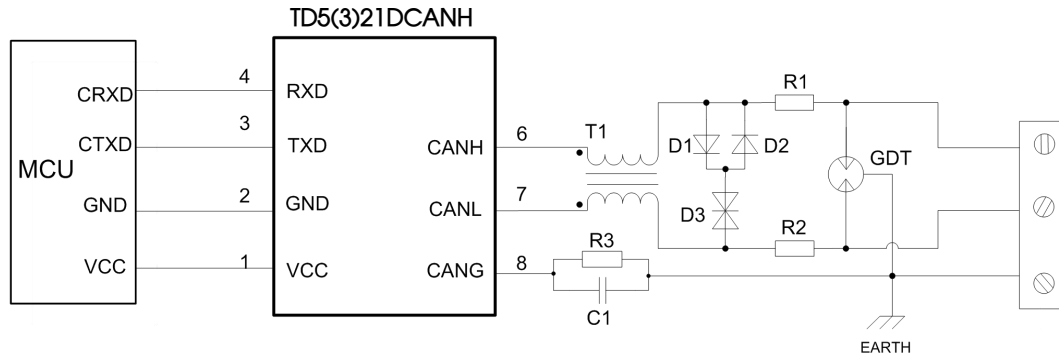 TD5(3)21DCANH
MCU
CRXD
CTXD
GND
VCC
4
3
2
1
RXD
TXD
GND
VCC
CANH
CANL
CANG
6
7
8
T1
D1
D2
D3
R1
R2
GDT
R3
C1
EARTH